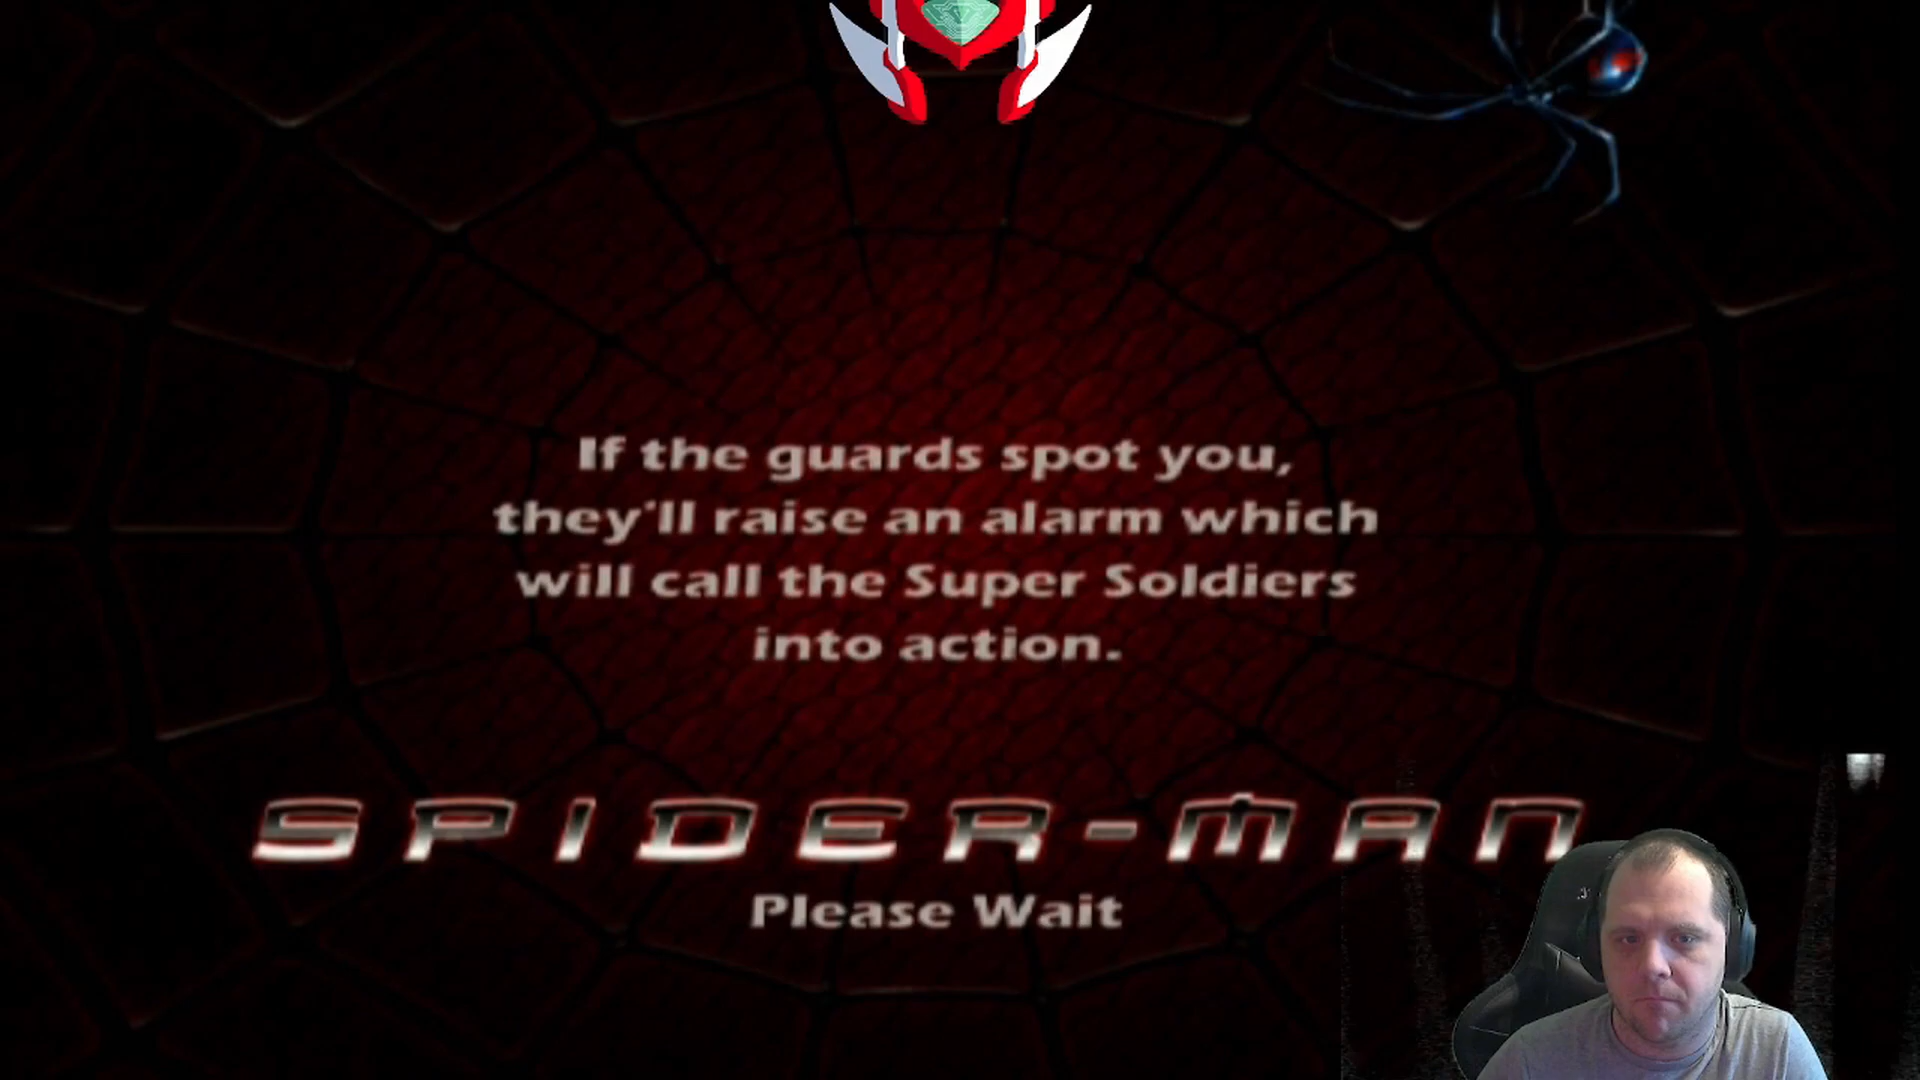 If the guards spot you,
they'll raise an alarm which
will call the Super Soldiers
into action.
SPIDER-MAN
Please Wait